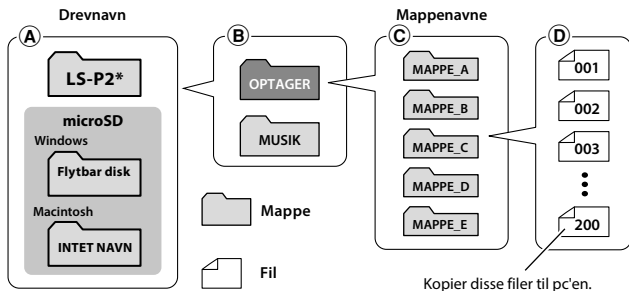 Drevnavn
Mappenavne
A
B
C
D
LS-P2*
microSD
Windows
Flytbar disk
Macintosh
INTET NAVN
OPTAGER
MUSIK
Mappe
Fil
MAPPE_A
MAPPE_B
MAPPE_C
MAPPE_D
MAPPE_E
001
002
003
200
Kopier disse filer til pc'en.